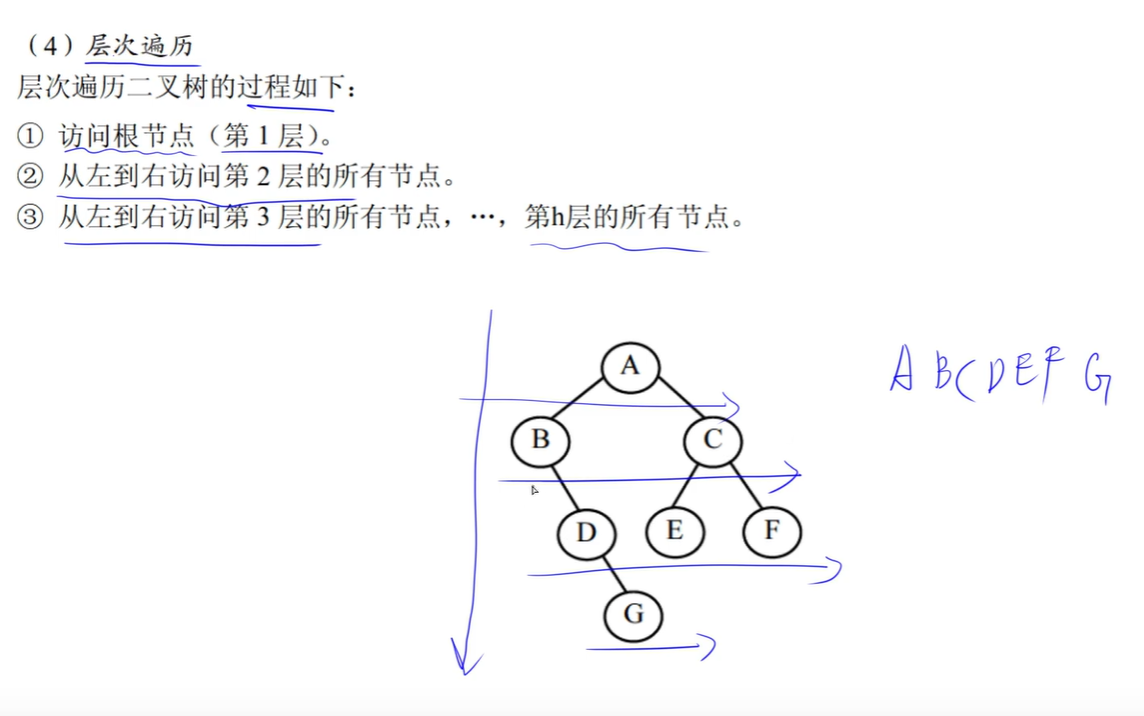 （4）层次遍历
层次遍历二叉树的过程如下：
① 访问根节点（第 1 层）。
② 从左到右访问第 2 层的所有节点。
③ 从左到右访问第 3 层的所有节点，…，第h层的所有节点。
A
A B C D E F G
B C
D E F
G